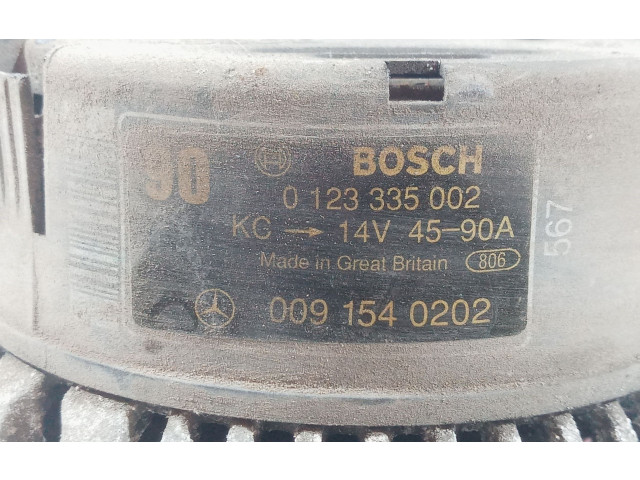 90 BOSCH
0 123 335 002
KC → 14V 45-90A
Made in Great Britain 806
009 154 0202
567